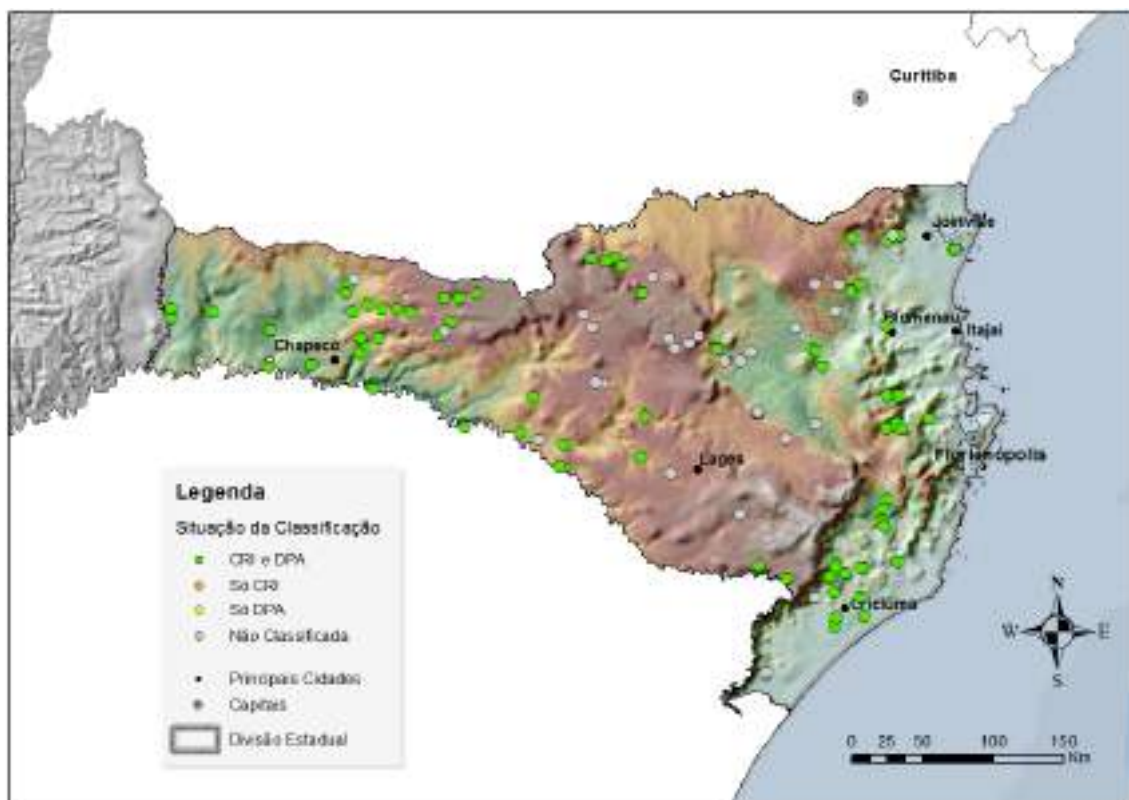 Curitiba
Joinville
Blumenau
Itajaí
Chapecó
Florianópolis
Lages
Criciúma
Legenda
Situação da Classificação
CRI e DPA
Só CRI
Só DPA
Não Classificada
Principais Cidades
Capitais
Divisão Estadual
N
W E
S
0 25 50 100 150
Km